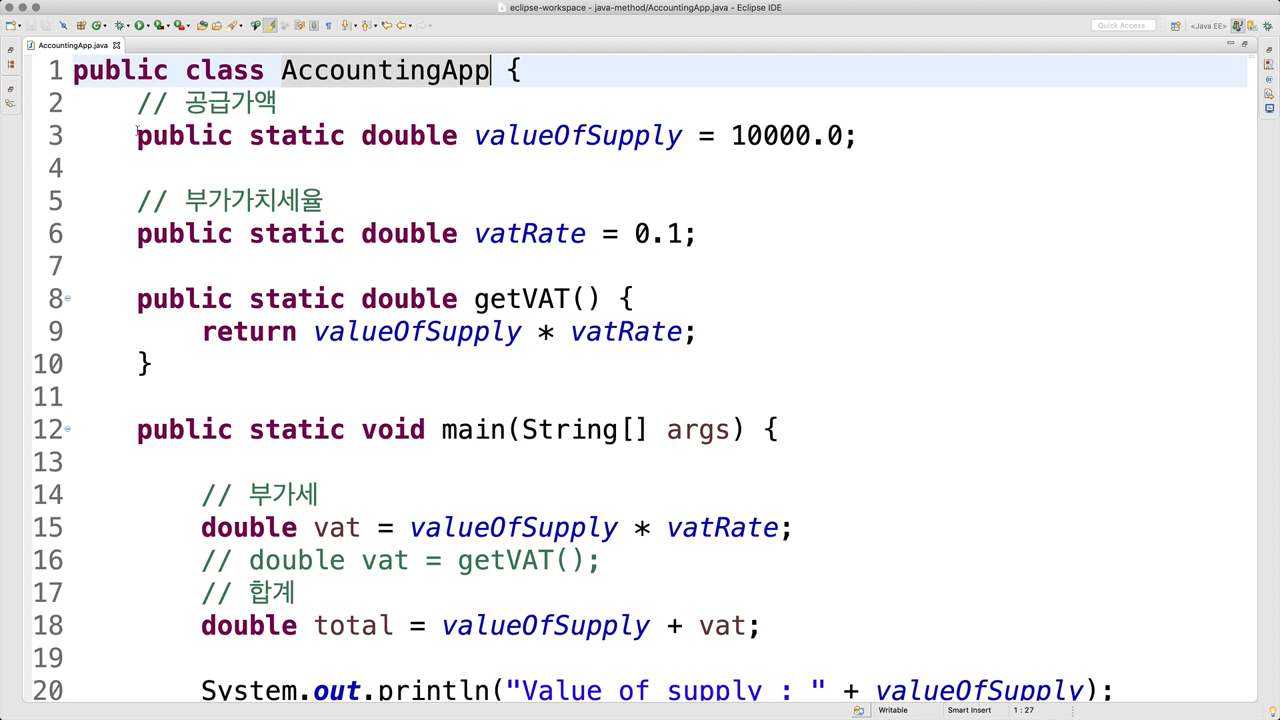 eclipse-workspace - java-method/AccountingApp.java - Eclipse IDE
Quick Access
<Java EE>
AccountingApp.java
1 public class AccountingApp {
2 // 공급가액
3 public static double valueOfSupply = 10000.0;
4
5 // 부가가치세율
6 public static double vatRate = 0.1;
7
8 public static double getVAT() {
9 return valueOfSupply * vatRate;
10 }
11
12 public static void main(String[] args) {
13
14 // 부가세
15 double vat = valueOfSupply * vatRate;
16 // double vat = getVAT();
17 // 합계
18 double total = valueOfSupply + vat;
19
20 System.out.println("Value of supply : " + valueOfSupply);
Writable
Smart Insert
1 : 27